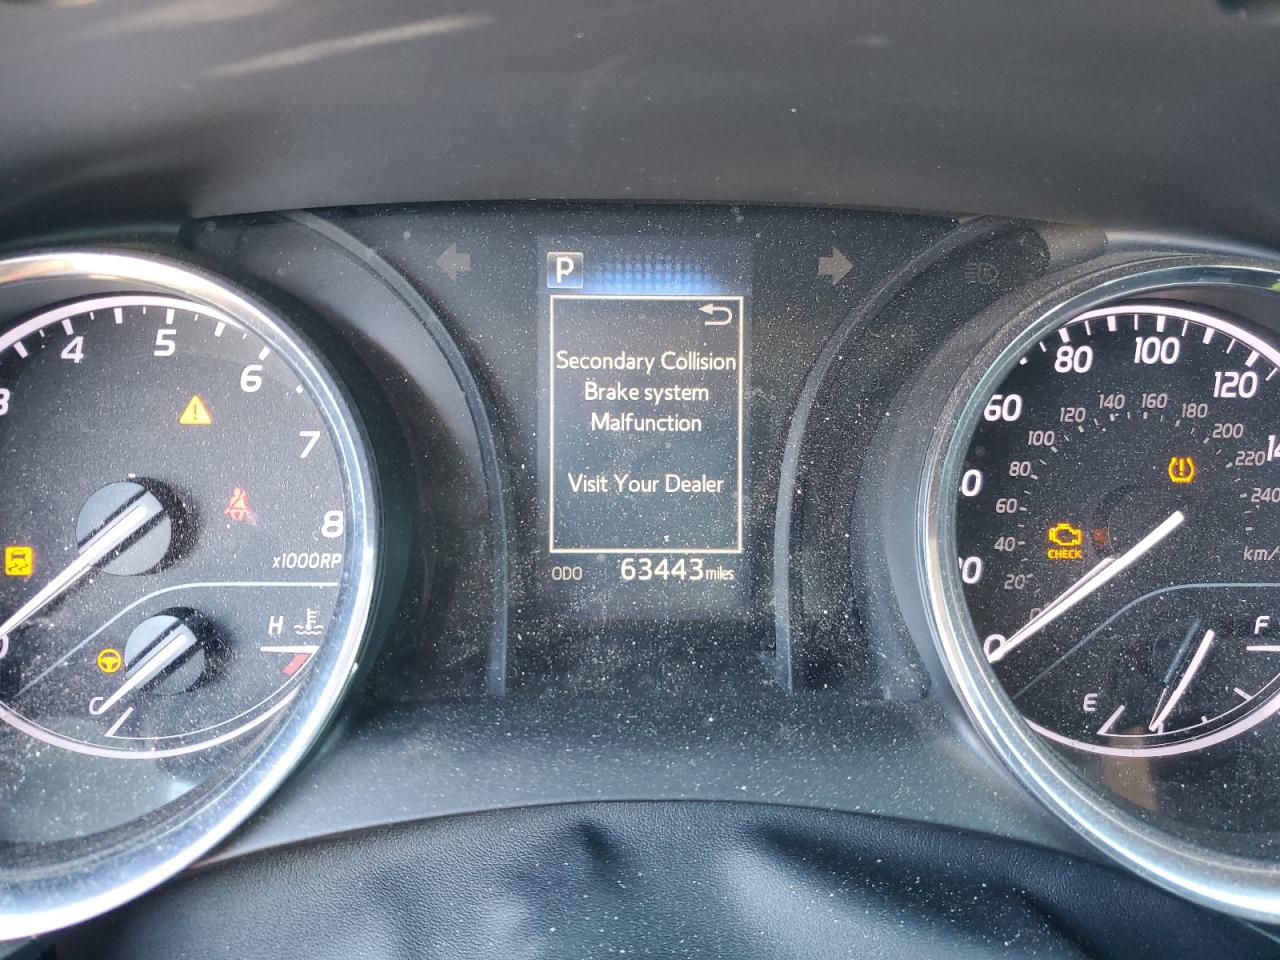 P
Secondary Collision
Brake system
Malfunction
Visit Your Dealer
ODO 63443 miles
4
5
6
7
8
x1000RP
H
C
60
80
100
120
0
20
40
60
80
100
120
140
160
180
200
220
240
km/
CHECK
E
F